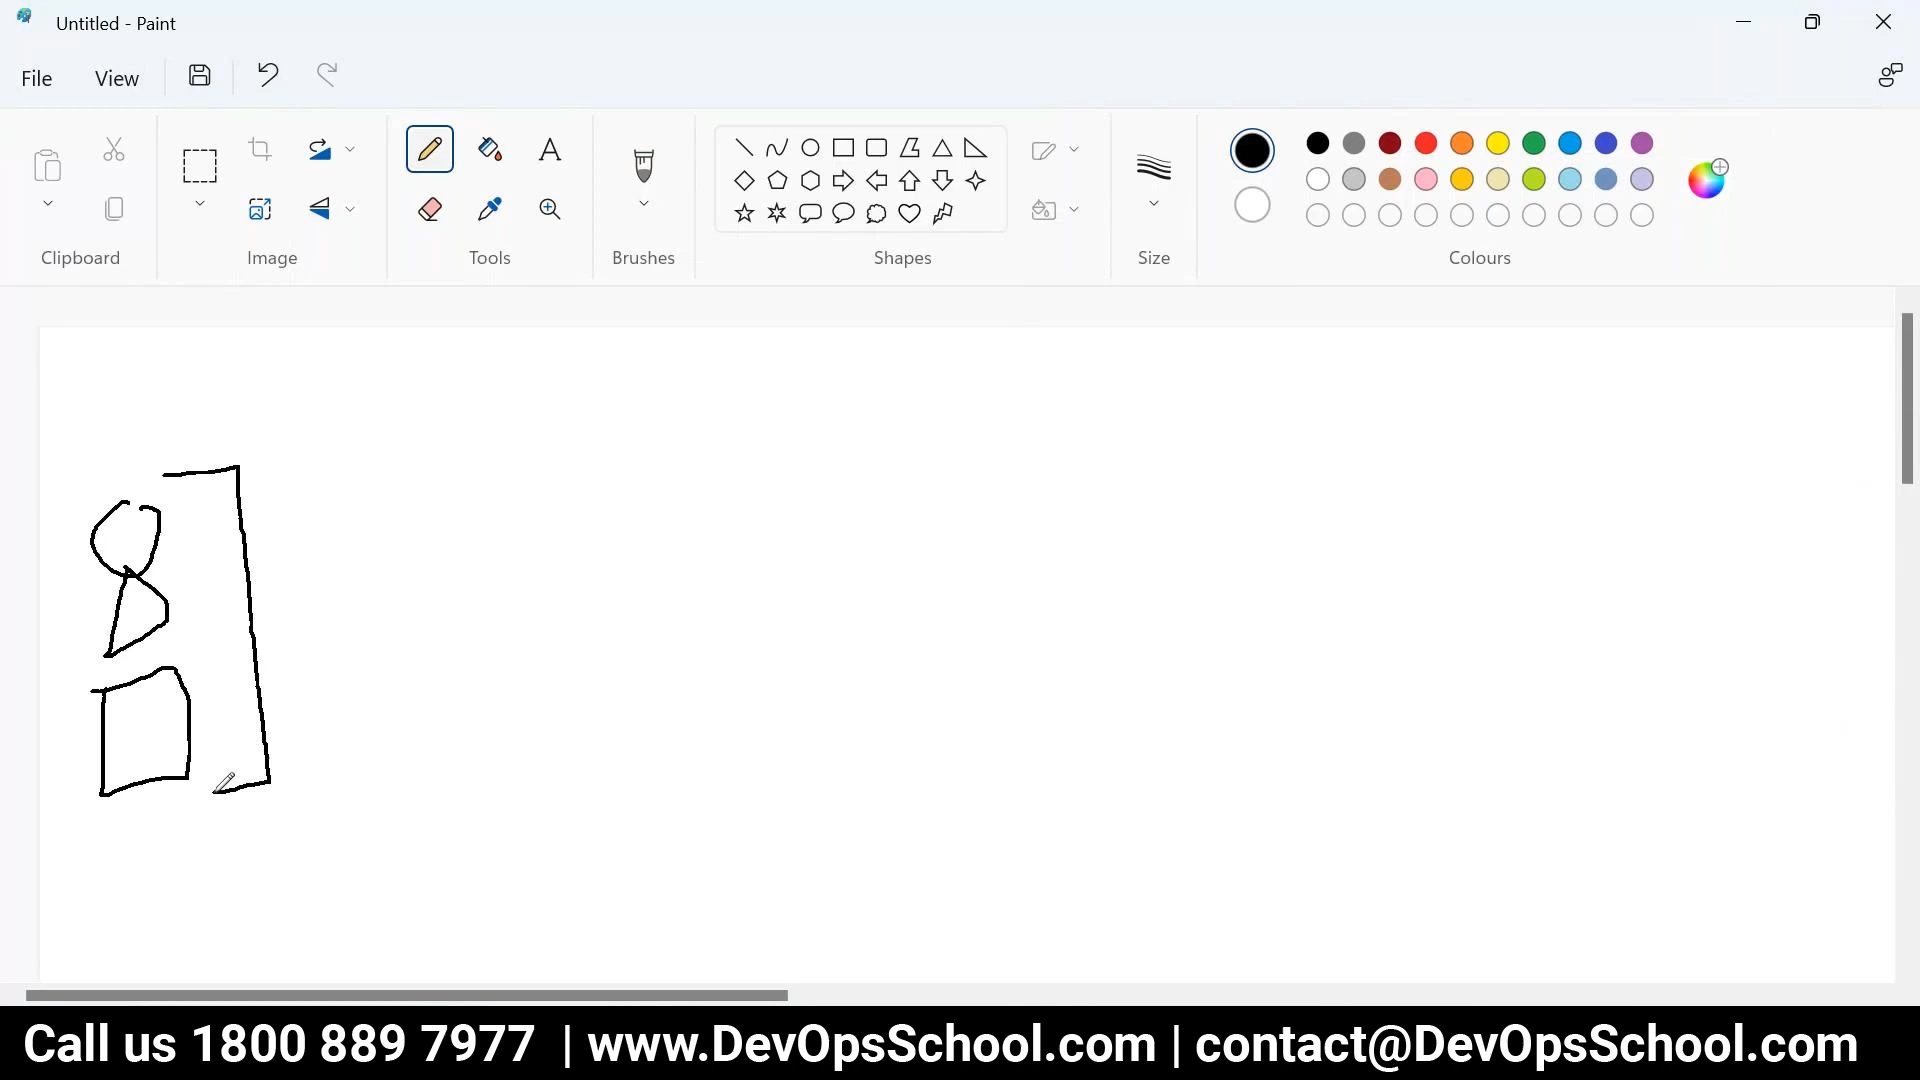 Untitled - Paint
File View
Clipboard Image Tools Brushes Shapes Size Colours
Call us 1800 889 7977 | www.DevOpsSchool.com | contact@DevOpsSchool.com